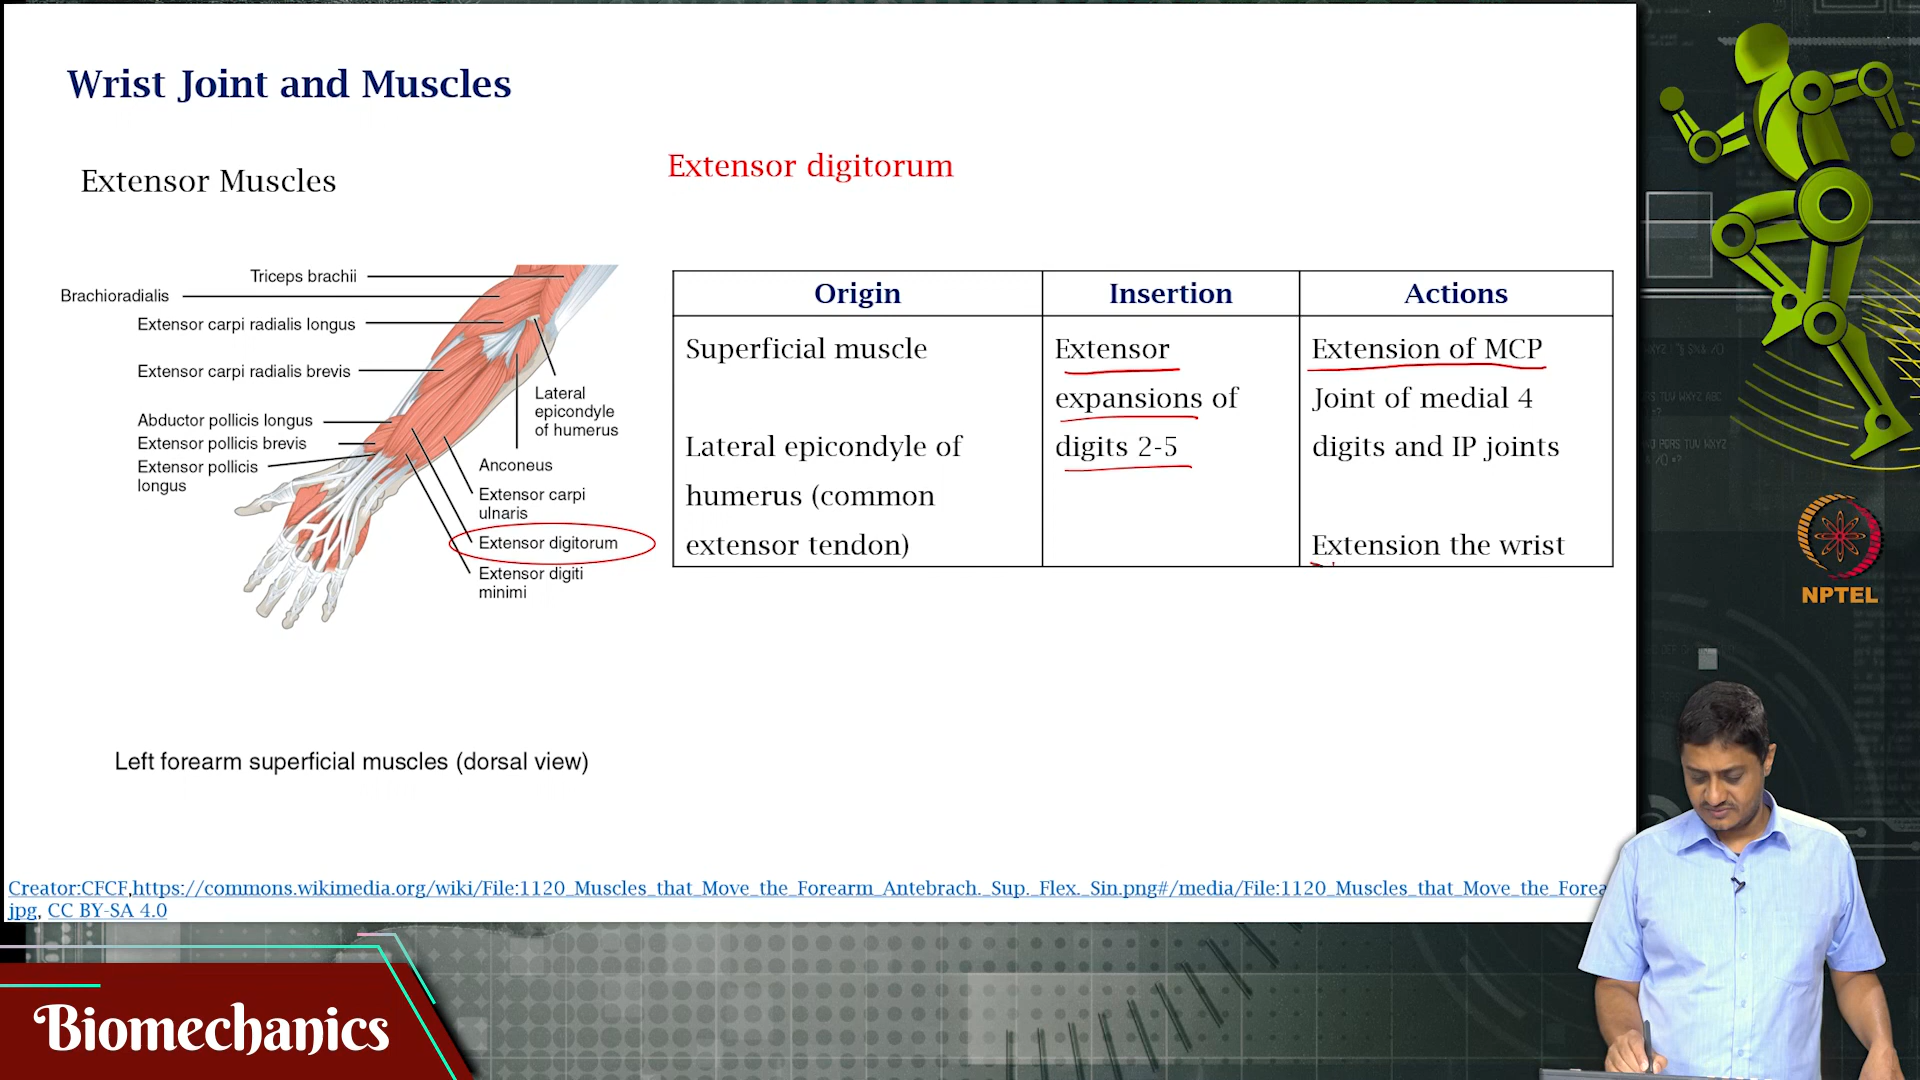 Wrist Joint and Muscles
Extensor Muscles
Extensor digitorum
Triceps brachii
Brachioradialis
Extensor carpi radialis longus
Extensor carpi radialis brevis
Abductor pollicis longus
Extensor pollicis brevis
Extensor pollicis
longus
Lateral
epicondyle
of humerus
Anconeus
Extensor carpi
ulnaris
Extensor digitorum
Extensor digiti
minimi
Left forearm superficial muscles (dorsal view)
Origin
Insertion
Actions
Superficial muscle
Lateral epicondyle of
humerus (common
extensor tendon)
Extensor
expansions of
digits 2-5
Extension of MCP
Joint of medial 4
digits and IP joints
Extension the wrist
Creator:CFCF,https://commons.wikimedia.org/wiki/File:1120_Muscles_that_Move_the_Forearm_Antebrach._Sup._Flex._Sin.png#/media/File:1120_Muscles_that_Move_the_Forea
jpg, CC BY-SA 4.0
NPTEL
Biomechanics